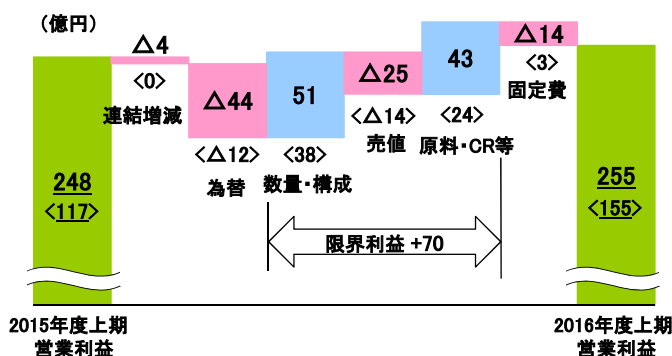 (億円)
248
<117>
2015年度上期
営業利益
△4
<0>
連結増減
△44
<△12>
為替
51
<38>
数量・構成
△25
<△14>
売値
43
<24>
原料・CR等
△14
<3>
固定費
限界利益 +70
255
<155>
2016年度上期
営業利益